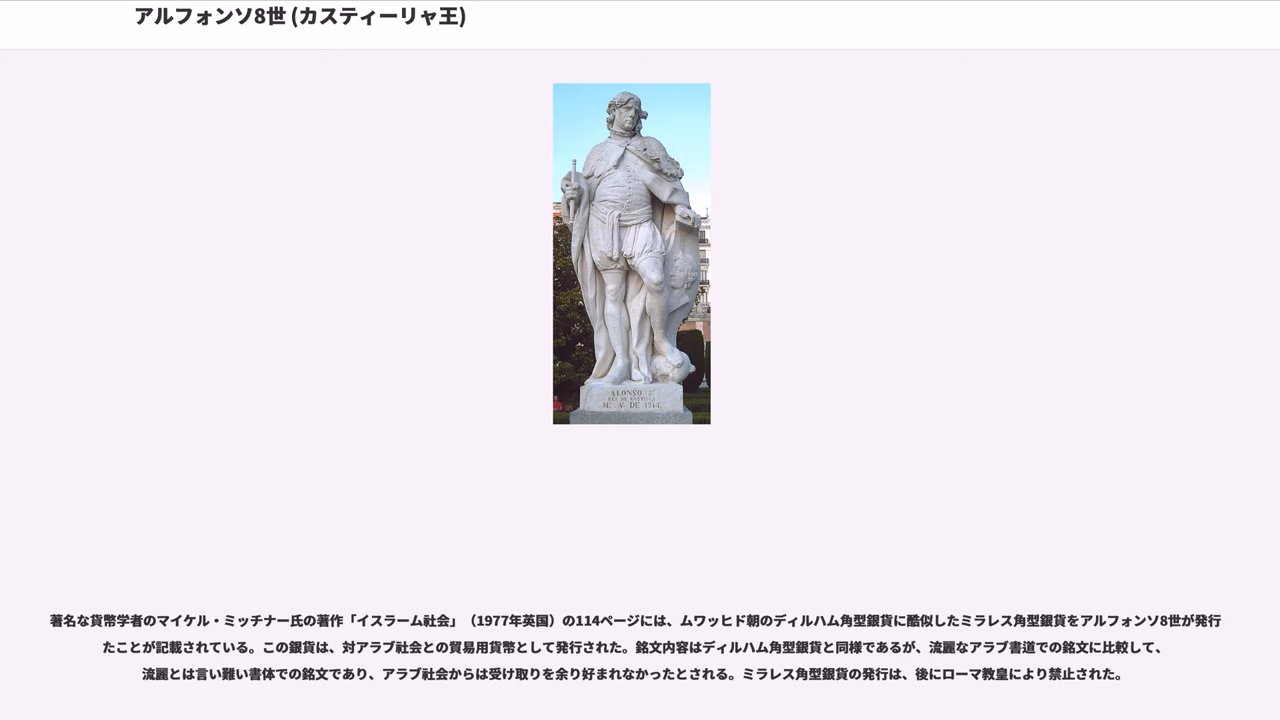 アルフォンソ8世 (カスティーリャ王)
ALONSO 8º
REY DE CASTILLA
DE 1214.
著名な貨幣学者のマイケル・ミッチナー氏の著作「イスラーム社会」（1977年英国）の114ページには、ムワッヒド朝のディルハム角型銀貨に酷似したミラレス角型銀貨をアルフォンソ8世が発行
たことが記載されている。この銀貨は、対アラブ社会との貿易用貨幣として発行された。銘文内容はディルハム角型銀貨と同様であるが、流麗なアラブ書道での銘文に比較して、
流麗とは言い難い書体での銘文であり、アラブ社会からは受け取りを余り好まれなかったとされる。ミラレス角型銀貨の発行は、後にローマ教皇により禁止された。